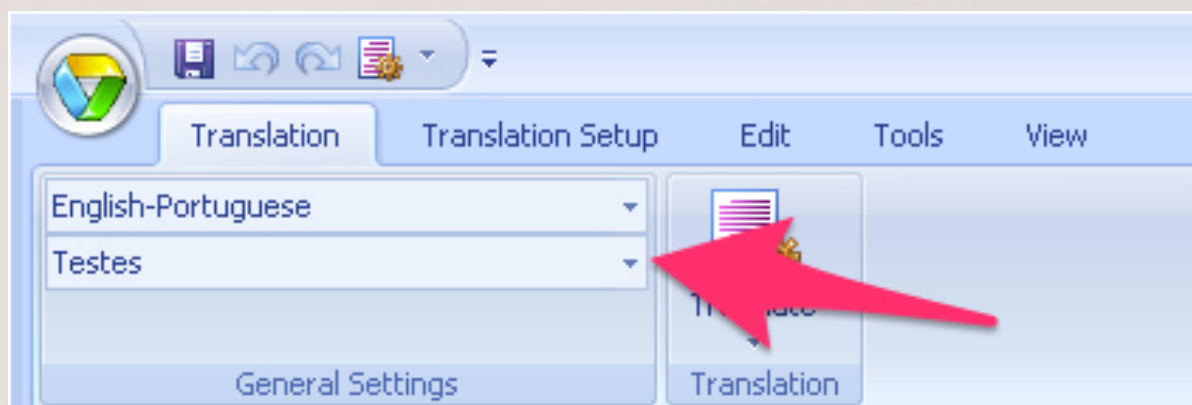 Translation Translation Setup Edit Tools View
English-Portuguese
Testes
General Settings Translation